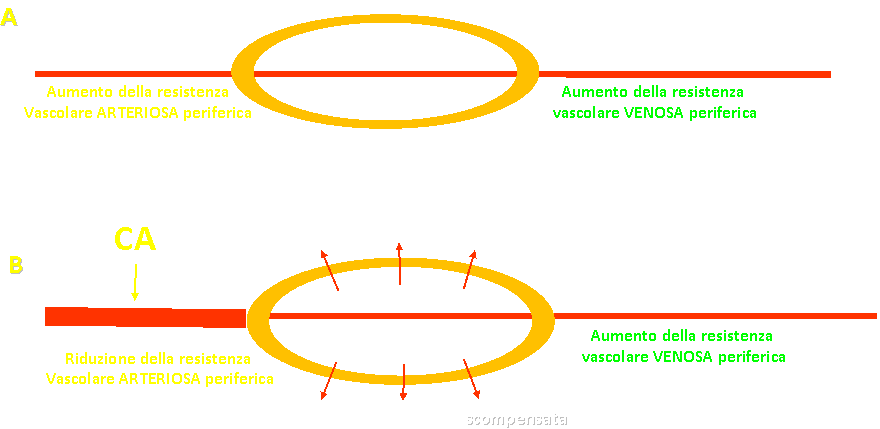 A
Aumento della resistenza
Vascolare ARTERIOSA periferica
Aumento della resistenza
vascolare VENOSA periferica
CA
B
Riduzione della resistenza
Vascolare ARTERIOSA periferica
Aumento della resistenza
vascolare VENOSA periferica
scompensata